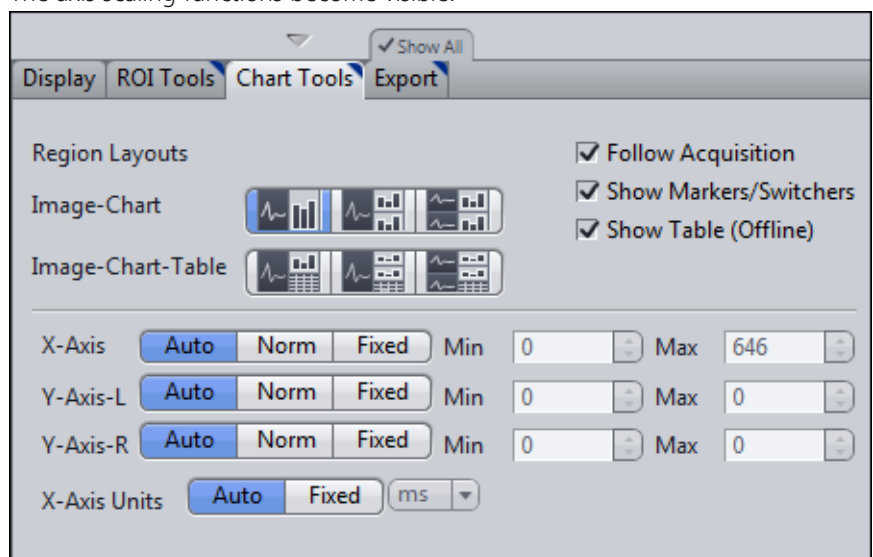 The axis scaling functions become visible.
Show All
Display ROI Tools Chart Tools Export
Region Layouts
Follow Acquisition
Image-Chart
Show Markers/Switchers
Show Table (Offline)
Image-Chart-Table
X-Axis Auto Norm Fixed Min 0 Max 646
Y-Axis-L Auto Norm Fixed Min 0 Max 0
Y-Axis-R Auto Norm Fixed Min 0 Max 0
X-Axis Units Auto Fixed ms